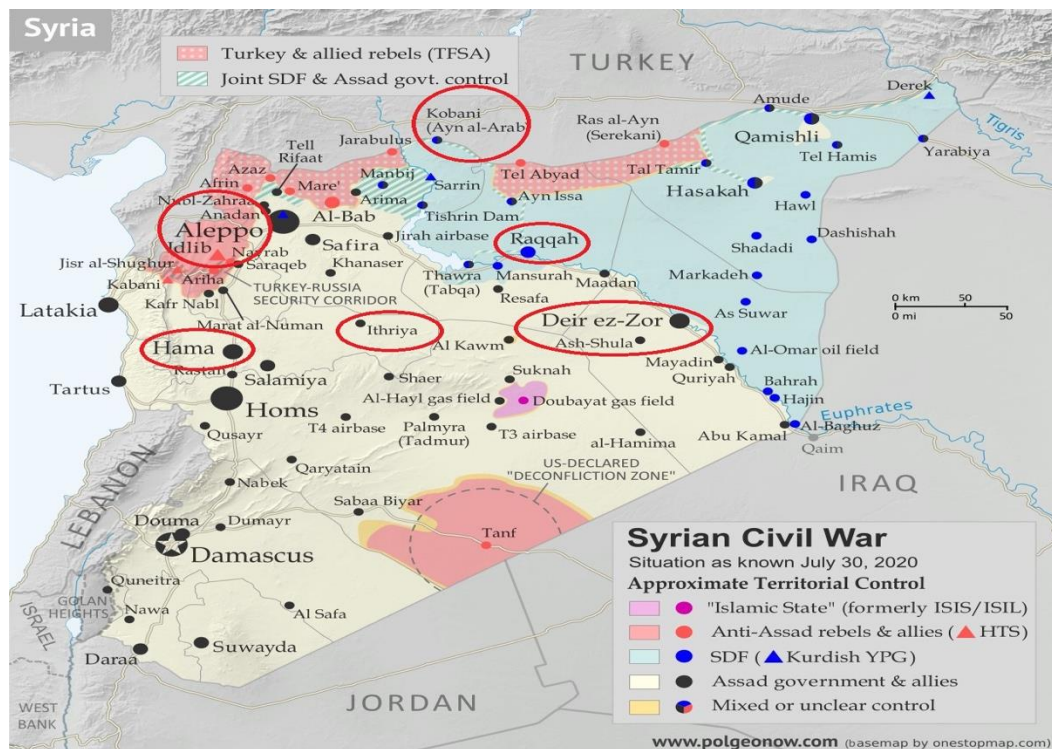 Syria
Turkey & allied rebels (TFSA)
Joint SDF & Assad govt. control
TURKEY
Kobani
(Ayn al-Arab)
Derek
Tigris
Amude
Qamishli
Ras al-Ayn
(Serekani)
Jarabulus
Tell
Rifaat
Yarabiya
Tel Hamis
Azaz
Manbij
Tel Abyad
Tal Tamir
Afrin
Mare'
Sarrin
Hasakah
Nubl-Zahraa
Arima
Ayn Issa
Hawl
Anadan
Al-Bab
Tishrin Dam
Aleppo
Safira
Jirah airbase
Raqqah
Dashishah
Shadadi
Idlib
Nayrab
Jisr al-Shughur
Saraqeb
Khanaser
Thawra
(Tabqa)
Mansurah
Maadan
Markadeh
Kabani
Ariha
TURKEY-RUSSIA
SECURITY CORRIDOR
Resafa
Kafr Nabl
As Suwar
0 km 50
0 mi 50
Latakia
Marat al-Numan
Ithriya
Deir ez-Zor
Hama
Al Kawm
Ash-Shula
Al-Omar oil field
Rastan
Salamiya
Mayadin
Quriyah
Tartus
Shaer
Suknah
Bahrah
Hajin
Homs
Al-Hayl gas field
Doubayat gas field
Euphrates
Qusayr
T4 airbase
Palmyra
(Tadmur)
T3 airbase
al-Hamima
Abu Kamal
Al-Baghuz
Qaim
Qaryatain
US-DECLARED
"DECONFLICTION ZONE"
LEBANON
Nabek
Sabaa Biyar
IRAQ
Douma
Dumayr
Tanf
Damascus
Quneitra
GOLAN
HEIGHTS
ISRAEL
Nawa
Al Safa
Daraa
Suwayda
WEST
BANK
JORDAN
Syrian Civil War
Situation as known July 30, 2020
Approximate Territorial Control
"Islamic State" (formerly ISIS/ISIL)
Anti-Assad rebels & allies (▲ HTS)
SDF (▲ Kurdish YPG)
Assad government & allies
Mixed or unclear control
www.polgeonow.com (basemap by onestopmap.com)